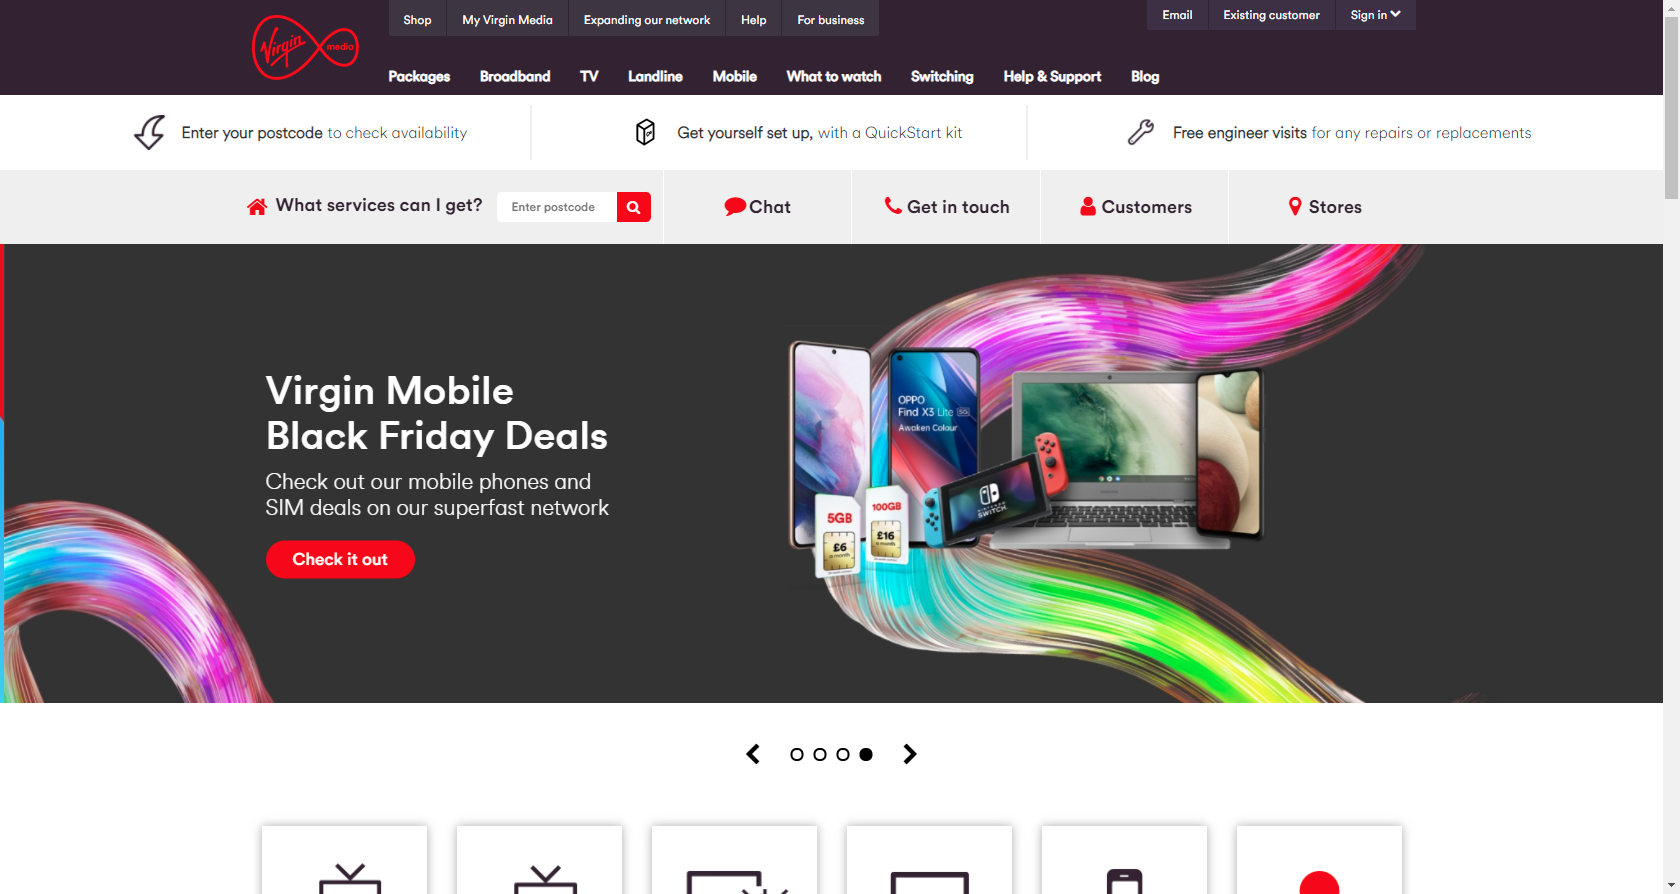 Shop
My Virgin Media
Expanding our network
Help
For business
Email
Existing customer
Sign in
Virgin media
Packages
Broadband
TV
Landline
Mobile
What to watch
Switching
Help & Support
Blog
Enter your postcode to check availability
Get yourself set up, with a QuickStart kit
Free engineer visits for any repairs or replacements
What services can I get?
Enter postcode
Chat
Get in touch
Customers
Stores
Virgin Mobile
Black Friday Deals
Check out our mobile phones and
SIM deals on our superfast network
Check it out
OPPO
Find X3 Lite 5G
Awaken Colour
5GB
£6
a month
100GB
£16
a month
NINTENDO
SWITCH